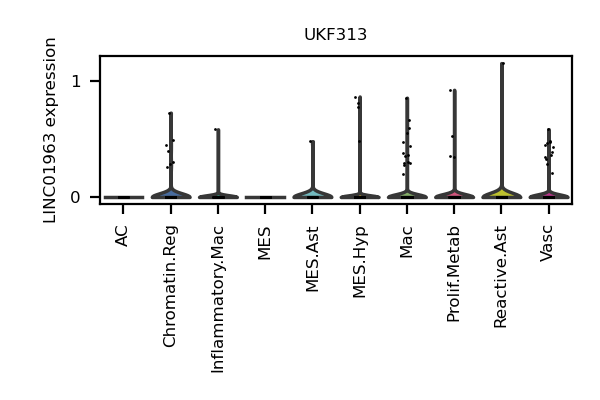 UKF313
LINC01963 expression
1
0
AC
Chromatin.Reg
Inflammatory.Mac
MES
MES.Ast
MES.Hyp
Mac
Prolif.Metab
Reactive.Ast
Vasc